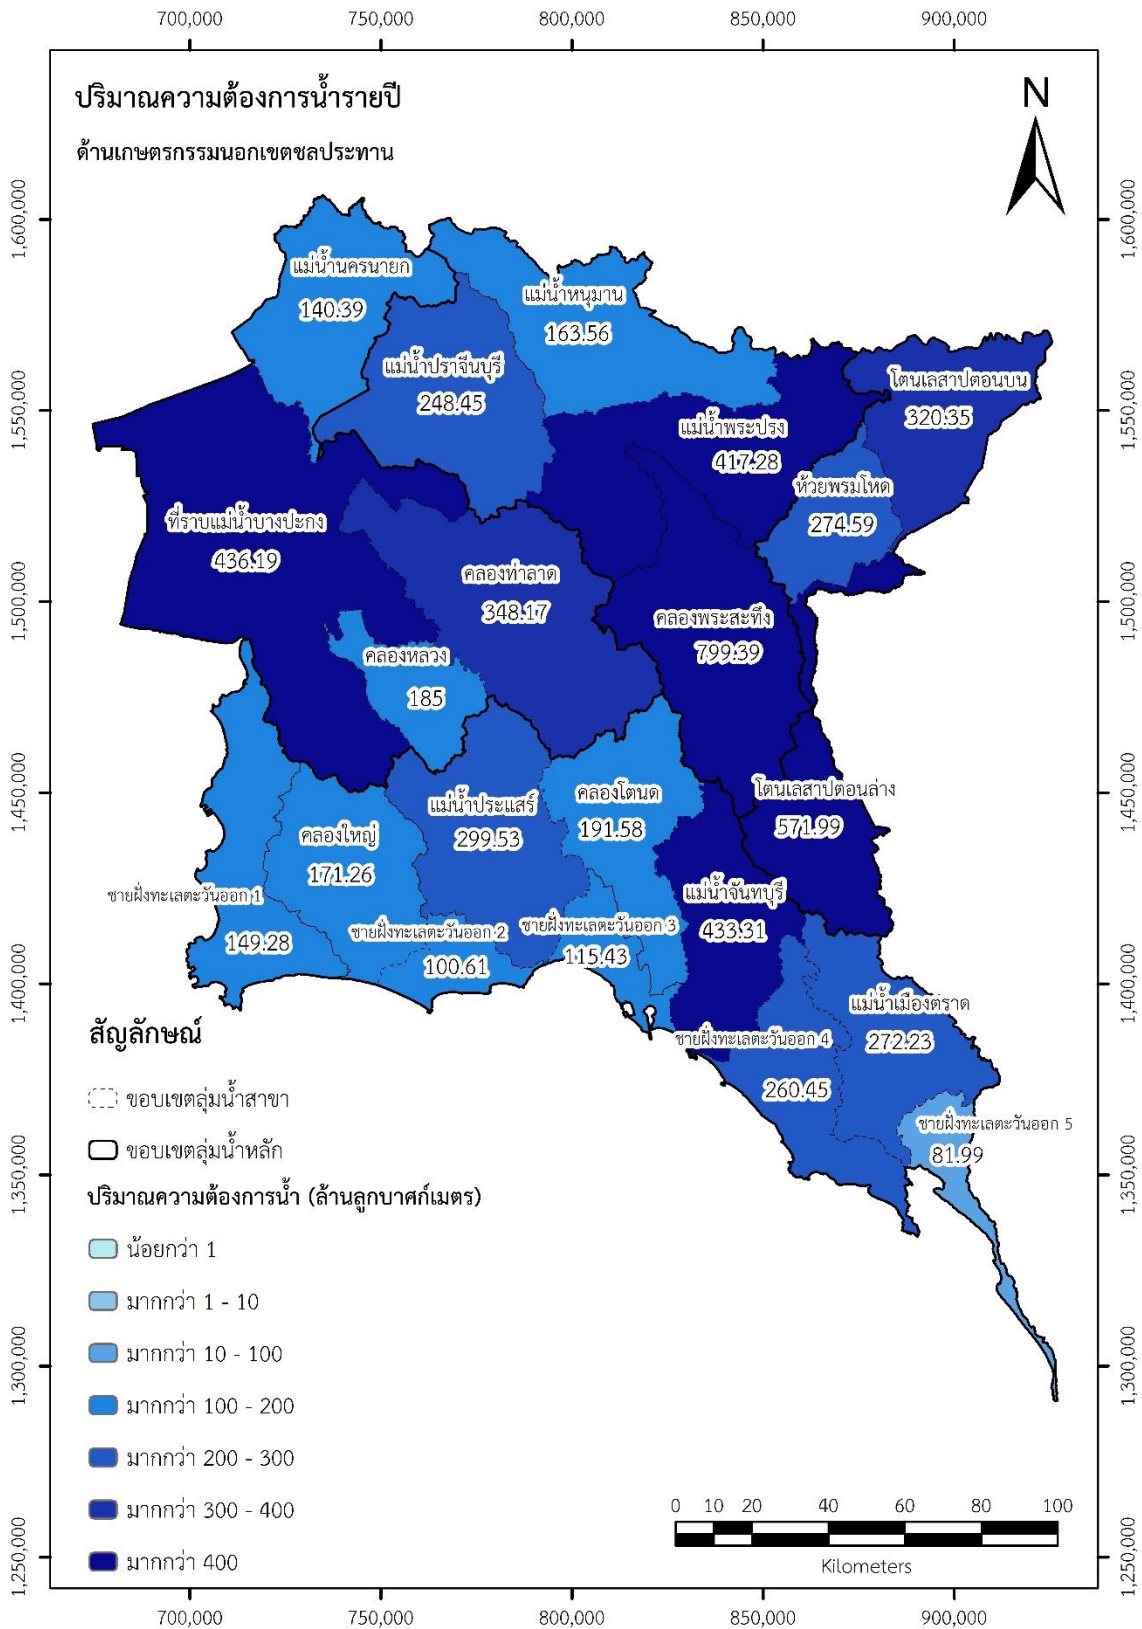 700,000 750,000 800,000 850,000 900,000
ปริมาณความต้องการน้ำรายปี
N
ด้านเกษตรกรรมนอกเขตชลประทาน
1,600,000 1,600,000
แม่น้ำนครนายก
140.39
แม่น้ำหนุมาน
163.56
แม่น้ำปราจีนบุรี
248.45
โตนเลสาปตอนบน
320.35
1,550,000 1,550,000
แม่น้ำพระปรง
417.28
ห้วยพรมโหด
274.59
ที่ราบแม่น้ำบางปะกง
436.19
คลองท่าลาด
348.17
1,500,000 1,500,000
คลองพระสะทึง
799.39
คลองหลวง
185
โตนเลสาปตอนล่าง
571.99
1,450,000 1,450,000
แม่น้ำประแสร์
299.53
คลองโตนด
191.58
คลองใหญ่
171.26
แม่น้ำจันทบุรี
433.31
ชายฝั่งทะเลตะวันออก 1
149.28
ชายฝั่งทะเลตะวันออก 2
100.61
ชายฝั่งทะเลตะวันออก 3
115.43
1,400,000 1,400,000
แม่น้ำเมืองตราด
272.23
ชายฝั่งทะเลตะวันออก 4
260.45
ชายฝั่งทะเลตะวันออก 5
81.99
สัญลักษณ์
ขอบเขตลุ่มน้ำสาขา
ขอบเขตลุ่มน้ำหลัก
1,350,000 1,350,000
ปริมาณความต้องการน้ำ (ล้านลูกบาศก์เมตร)
น้อยกว่า 1
มากกว่า 1 - 10
มากกว่า 10 - 100
1,300,000 1,300,000
มากกว่า 100 - 200
มากกว่า 200 - 300
มากกว่า 300 - 400
มากกว่า 400
0 10 20 40 60 80 100
Kilometers
1,250,000 1,250,000
700,000 750,000 800,000 850,000 900,000